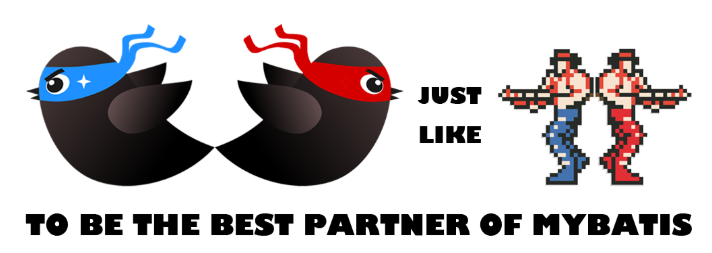 JUST
LIKE
TO BE THE BEST PARTNER OF MYBATIS